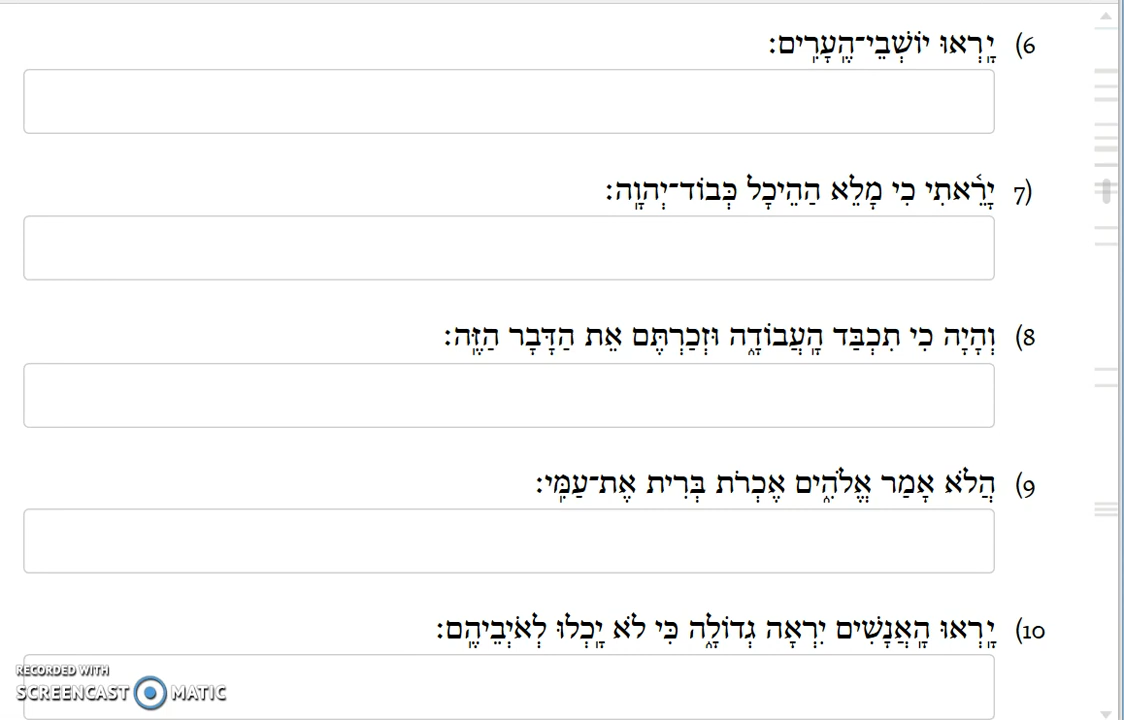 6) יָֽרְאוּ יוֹשְׁבֵי־הֶֽעָרִֽים׃
7) יָרֵ֫אתִי כִי מָלֵא הַהֵיכָל כְּבוֹד־יְהוָֽה׃
8) וְהָיָה כִי תִכְבַּד הָֽעֲבוֹדָ֑ה וּזְכַרְתֶּם אֵת הַדָּבָר הַזֶּֽה׃
9) הֲלֹא אָמַר אֱלֹהִ֑ים אֶכְרֹת בְּרִית אֶת־עַמִּֽי׃
10) יָֽרְאוּ הָֽאֲנָשִׁים יִרְאָה גְדוֹלָ֑ה כִּי לֹא יָֽכְלוּ לְאֹיְבֵיהֶֽם׃
RECORDED WITH
SCREENCAST MATIC